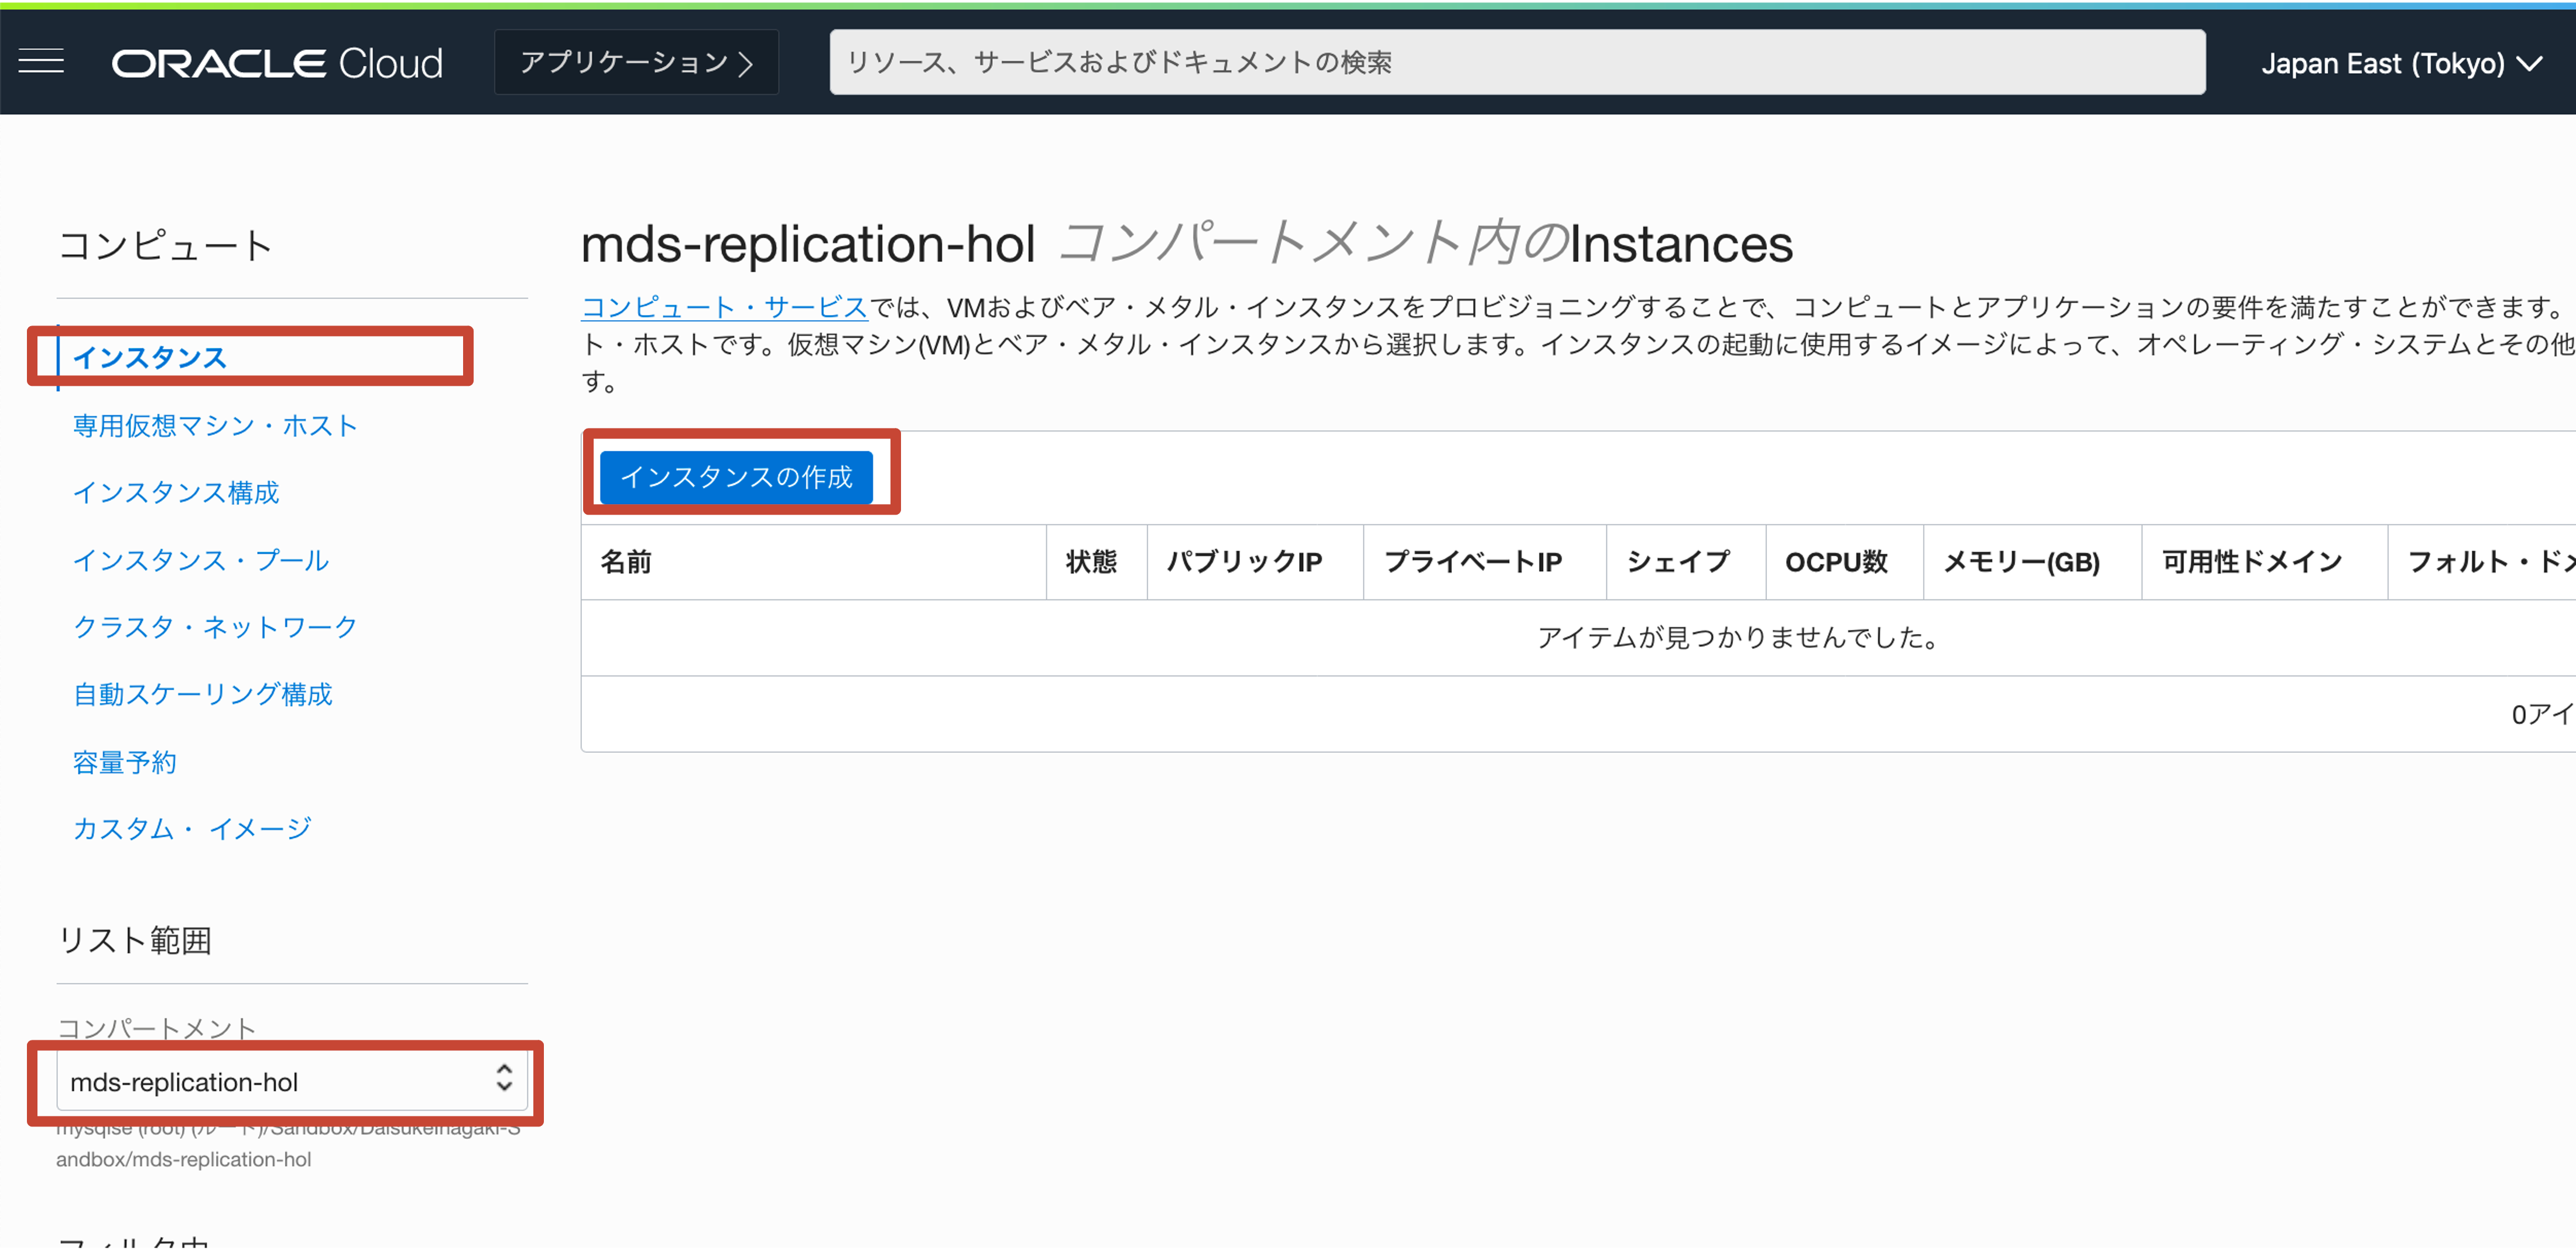 ORACLE Cloud
アプリケーション
リソース、サービスおよびドキュメントの検索
Japan East (Tokyo)
コンピュート
インスタンス
専用仮想マシン・ホスト
インスタンス構成
インスタンス・プール
クラスタ・ネットワーク
自動スケーリング構成
容量予約
カスタム・ イメージ
リスト範囲
コンパートメント
mds-replication-hol
mysqlse (root) (ルート)/Sandbox/DaisukeInagaki-S
andbox/mds-replication-hol
mds-replication-hol コンパートメント内のInstances
コンピュート・サービスでは、VMおよびベア・メタル・インスタンスをプロビジョニングすることで、コンピュートとアプリケーションの要件を満たすことができます。
ト・ホストです。仮想マシン(VM)とベア・メタル・インスタンスから選択します。インスタンスの起動に使用するイメージによって、オペレーティング・システムとその他
す。
インスタンスの作成
名前 状態 パブリックIP プライベートIP シェイプ OCPU数 メモリー(GB) 可用性ドメイン フォルト・ドメ
アイテムが見つかりませんでした。
0アイ